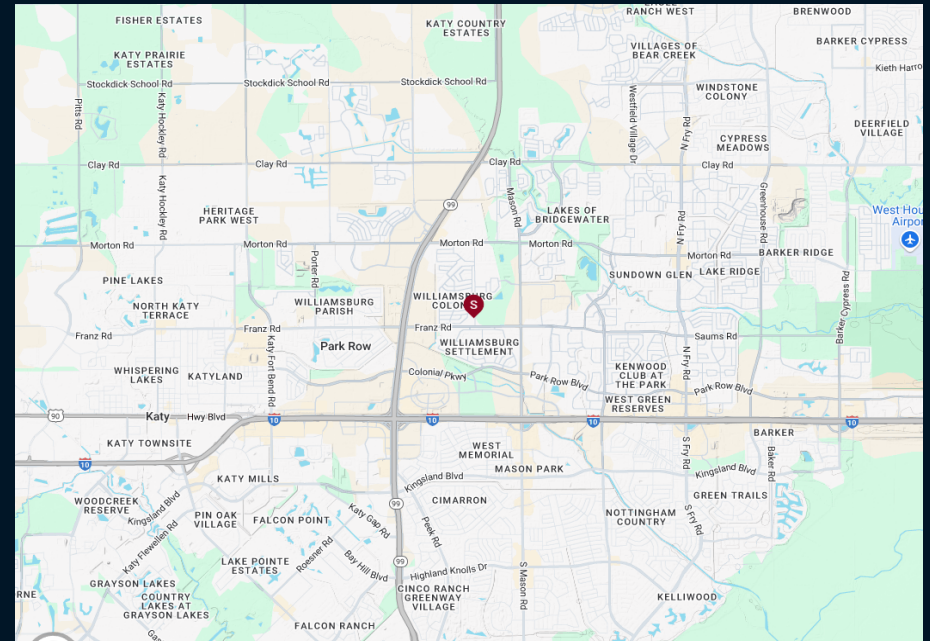 RANCH WEST
BRENWOOD
FISHER ESTATES
KATY COUNTRY
ESTATES
BARKER CYPRESS
VILLAGES OF
BEAR CREEK
KATY PRAIRIE
ESTATES
Kieth Harro
Stockdick School Rd
Stockdick School Rd
Stockdick School Rd
WINDSTONE
COLONY
Pitts Rd
Katy Hockley Rd
Westfield Village Dr
N Fry Rd
DEERFIELD
VILLAGE
CYPRESS
MEADOWS
Clay Rd
Clay Rd
Clay Rd
Clay Rd
Katy Hockley Rd
Mason Rd
Greenhouse Rd
99
HERITAGE
PARK WEST
LAKES OF
BRIDGEWATER
N Fry Rd
West Hou
Airpor
Morton Rd
Morton Rd
Morton Rd
Morton Rd
Morton Rd
BARKER RIDGE
Porter Rd
PINE LAKES
SUNDOWN GLEN
LAKE RIDGE
Barker Cypress Rd
NORTH KATY
TERRACE
WILLIAMSBURG
PARISH
WILLIAMSBURG
COLONY
S
Franz Rd
Franz Rd
Franz Rd
Saums Rd
Park Row
WILLIAMSBURG
SETTLEMENT
Katy Fort Bend Rd
N Fry Rd
WHISPERING
LAKES
KATYLAND
Colonial Pkwy
Park Row Blvd
KENWOOD
CLUB AT
THE PARK
Park Row Blvd
WEST GREEN
RESERVES
90
Katy
Hwy Blvd
10
10
10
10
KATY TOWNSITE
BARKER
WEST
MEMORIAL
S Fry Rd
Baker Rd
10
MASON PARK
Kingsland Blvd
KATY MILLS
Kingsland Blvd
GREEN TRAILS
WOODCREEK
RESERVE
Kingsland Blvd
99
CIMARRON
PIN OAK
VILLAGE
FALCON POINT
Katy Gap Rd
Peek Rd
NOTTINGHAM
COUNTRY
S Fry Rd
Katy Flewellen Rd
Roesner Rd
Bay Hill Blvd
LAKE POINTE
ESTATES
99
Highland Knolls Dr
S Mason Rd
GRAYSON LAKES
CINCO RANCH
GREENWAY
VILLAGE
RNE
COUNTRY
LAKES AT
GRAYSON LAKES
KELLIWOOD
FALCON RANCH